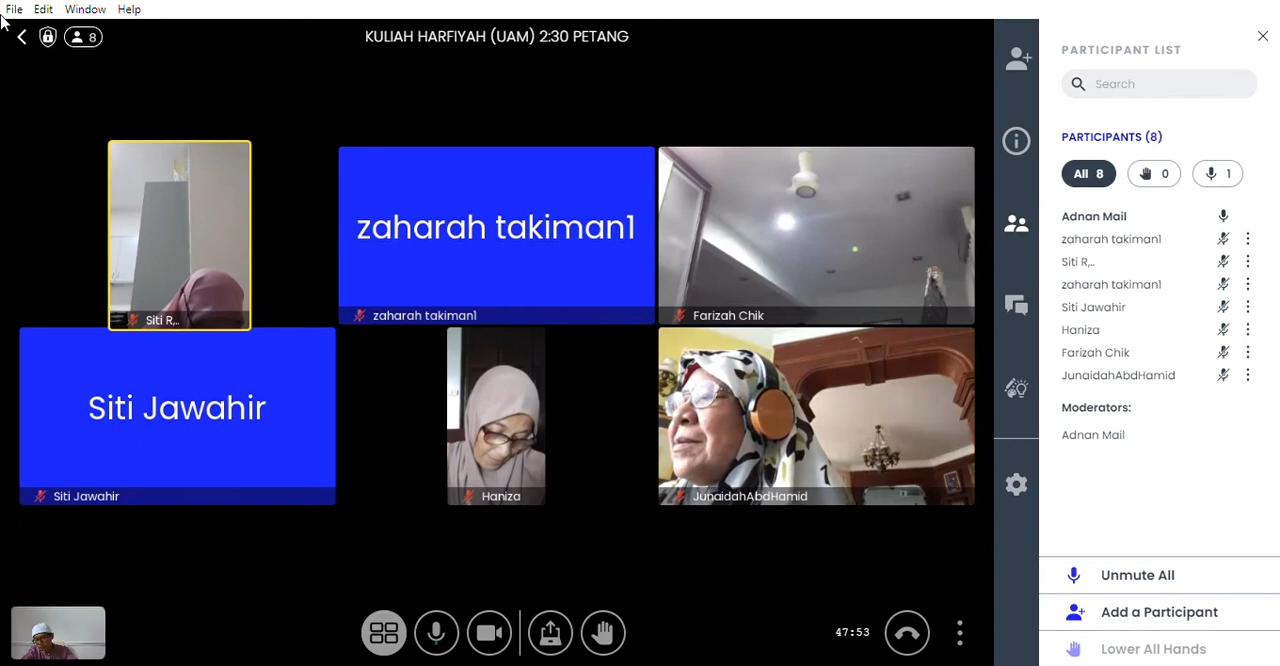 File Edit Window Help
8
KULIAH HARFIYAH (UAM) 2:30 PETANG
Siti R,..
zaharah takiman1
zaharah takiman1
Farizah Chik
Siti Jawahir
Siti Jawahir
Haniza
JunaidahAbdHamid
47:53
PARTICIPANT LIST
Search
PARTICIPANTS (8)
All 8
0
1
Adnan Mail
zaharah takiman1
Siti R,..
zaharah takiman1
Siti Jawahir
Haniza
Farizah Chik
JunaidahAbdHamid
Moderators:
Adnan Mail
Unmute All
Add a Participant
Lower All Hands